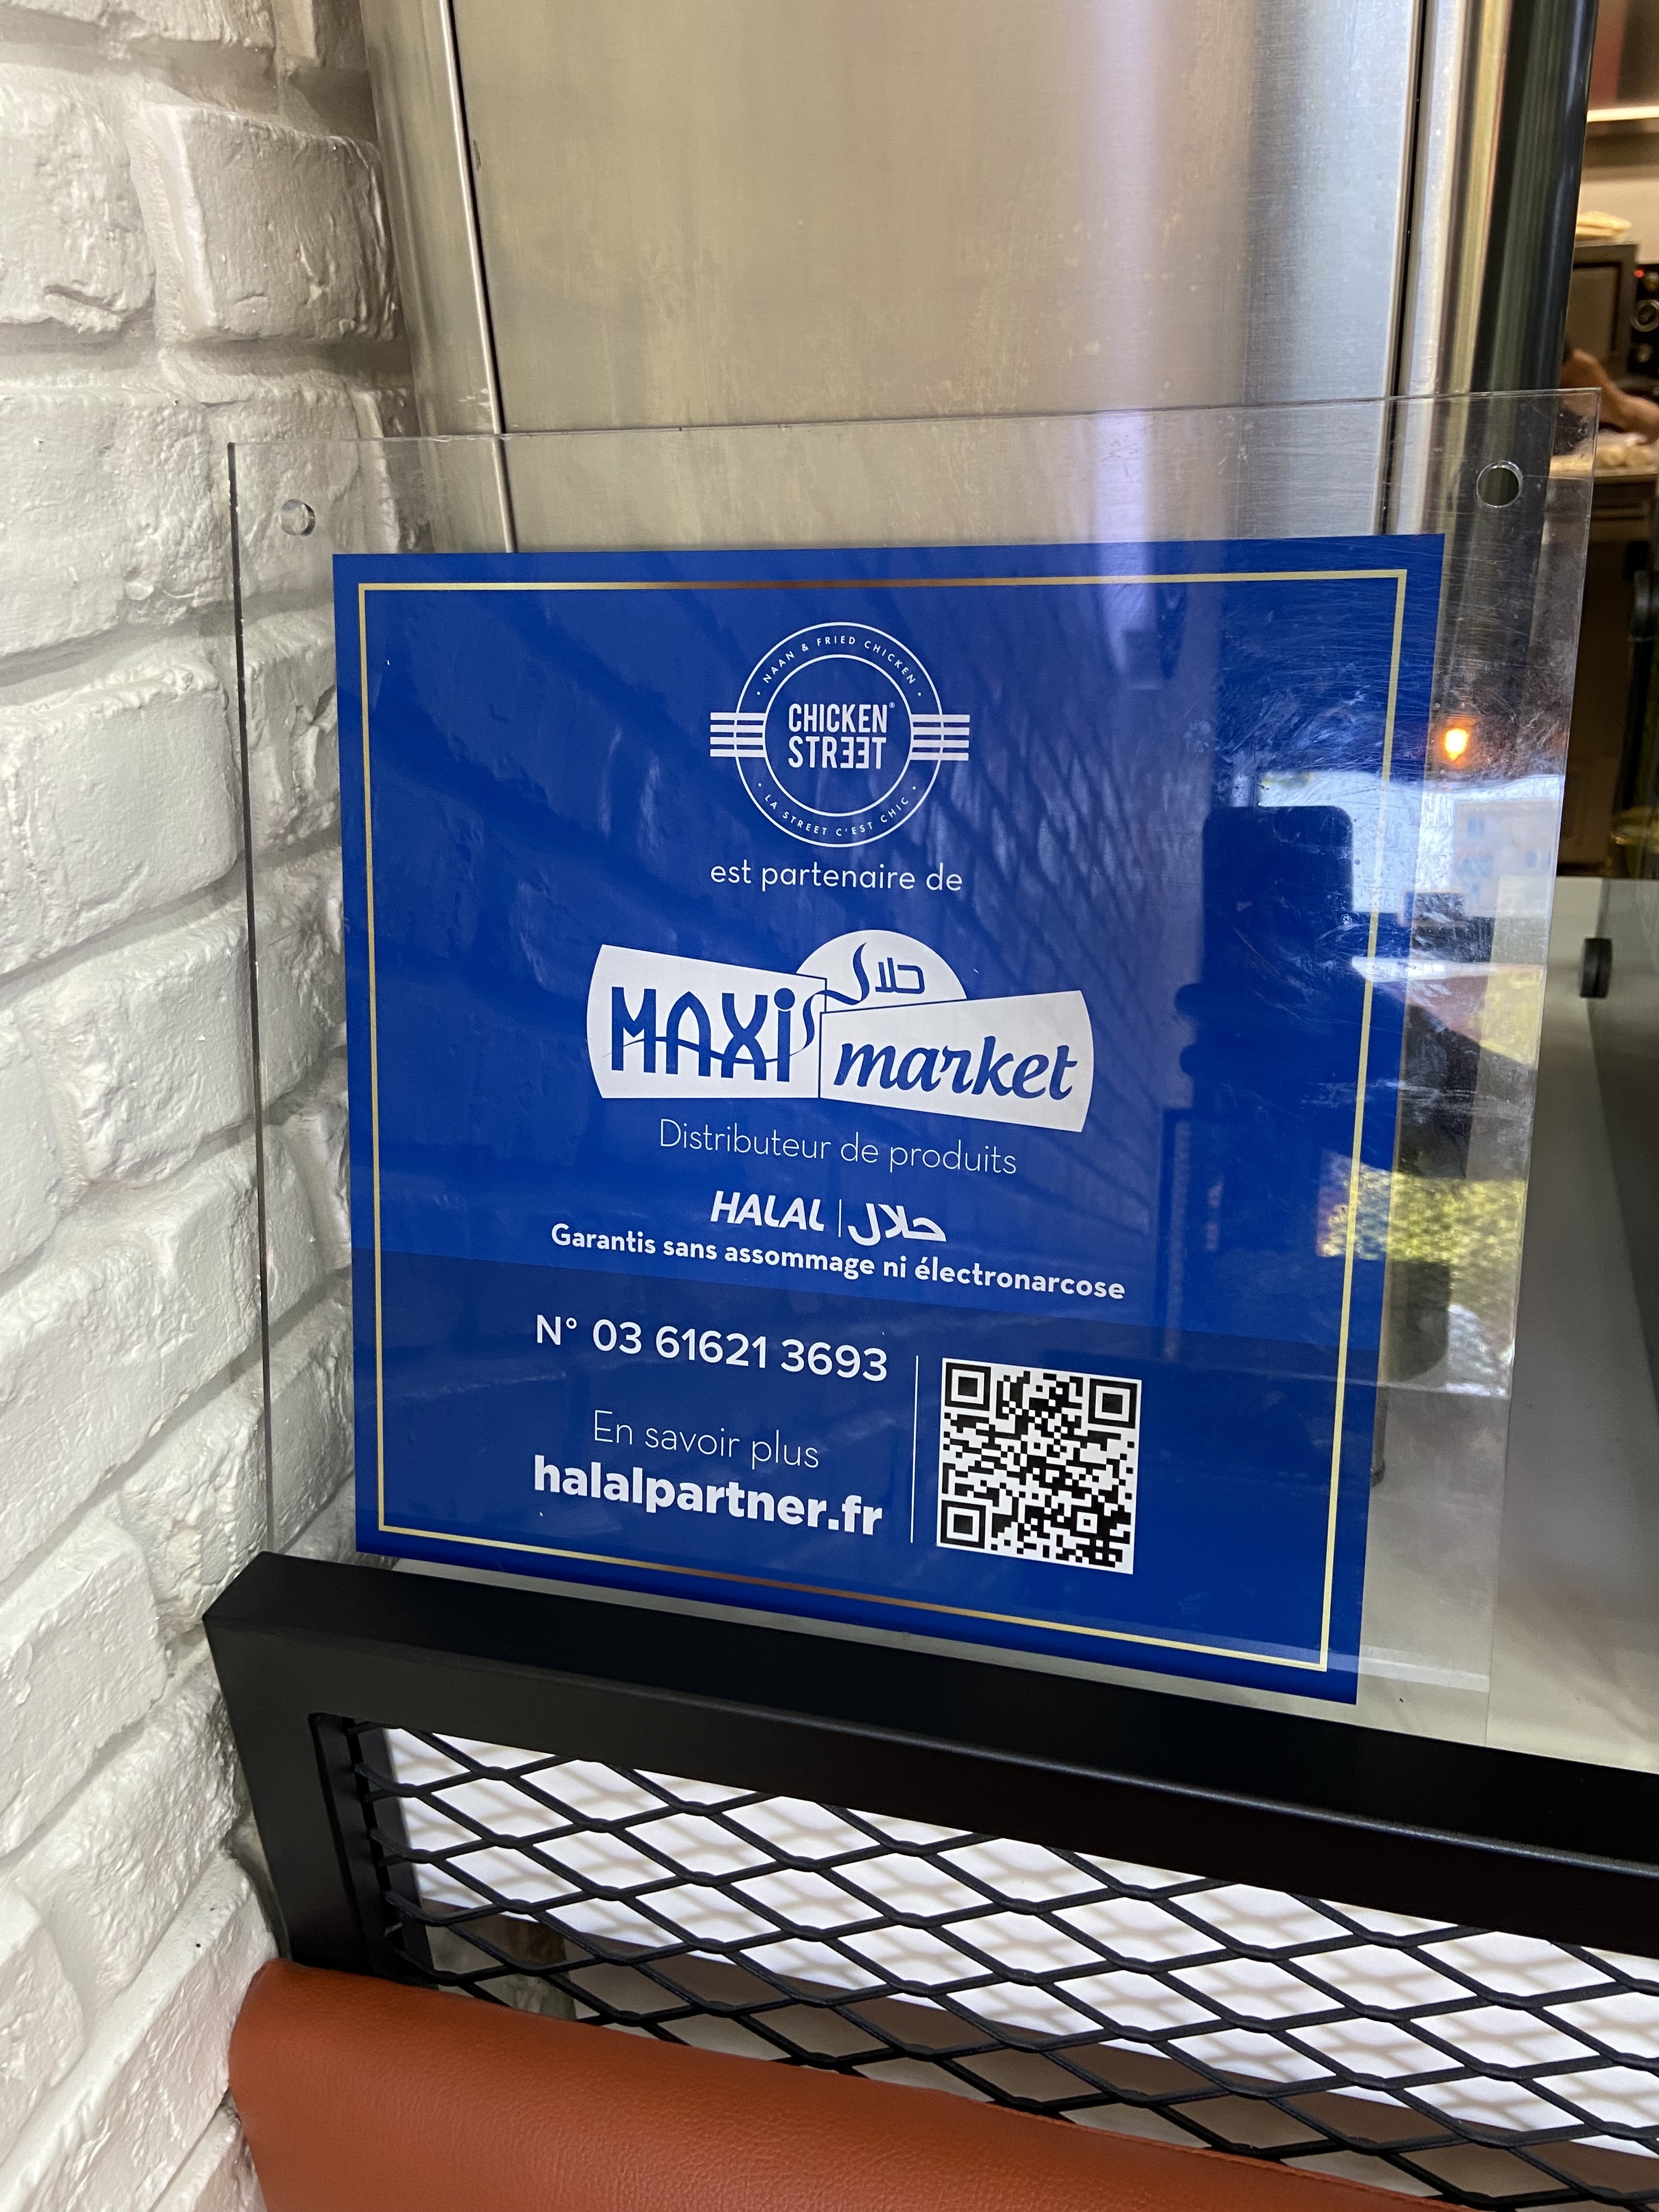 NAAN & FRIED CHICKEN
CHICKEN®
STREET
LA STREET C'EST CHIC
est partenaire de
حلال
MAXi
market
Distributeur de produits
HALAL | حلال
Garantis sans assommage ni électronarcose
N° 03 61621 3693
En savoir plus
halalpartner.fr